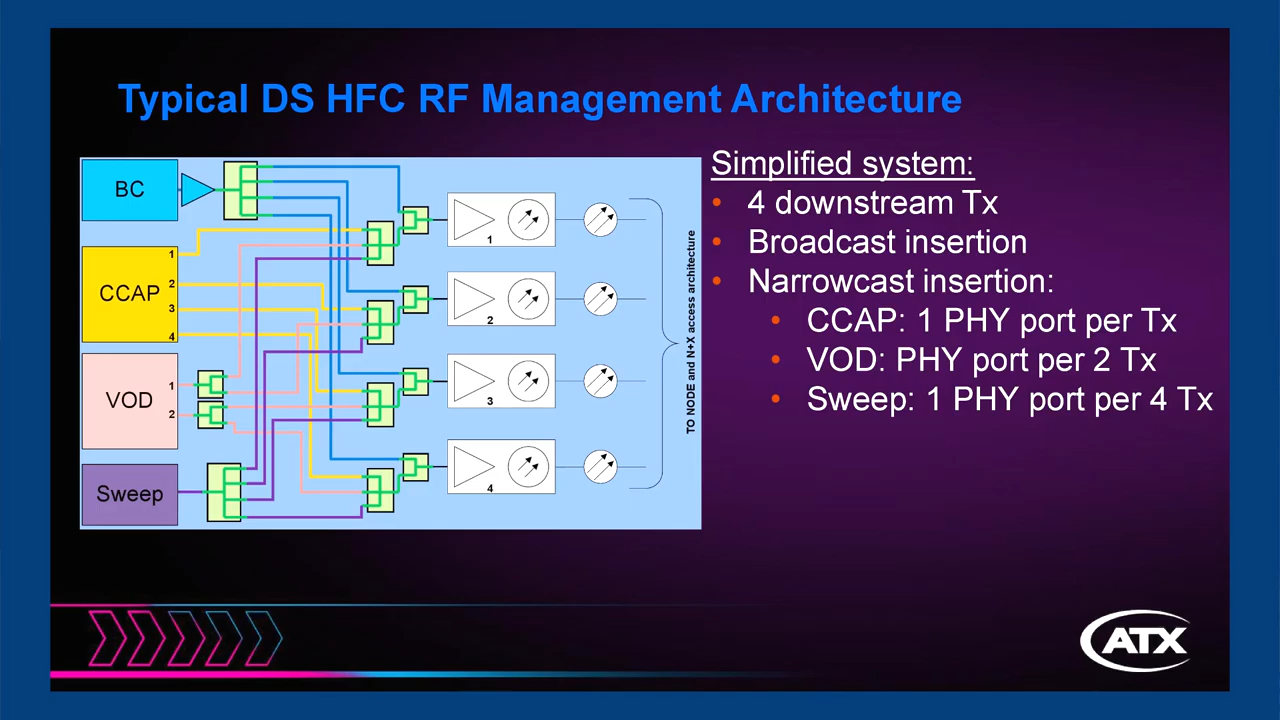 Typical DS HFC RF Management Architecture
BC
CCAP
1
2
3
4
VOD
1
2
Sweep
1
2
3
4
TO NODE and N+X access architecture
Simplified system:
• 4 downstream Tx
• Broadcast insertion
• Narrowcast insertion:
• CCAP: 1 PHY port per Tx
• VOD: PHY port per 2 Tx
• Sweep: 1 PHY port per 4 Tx
ATX